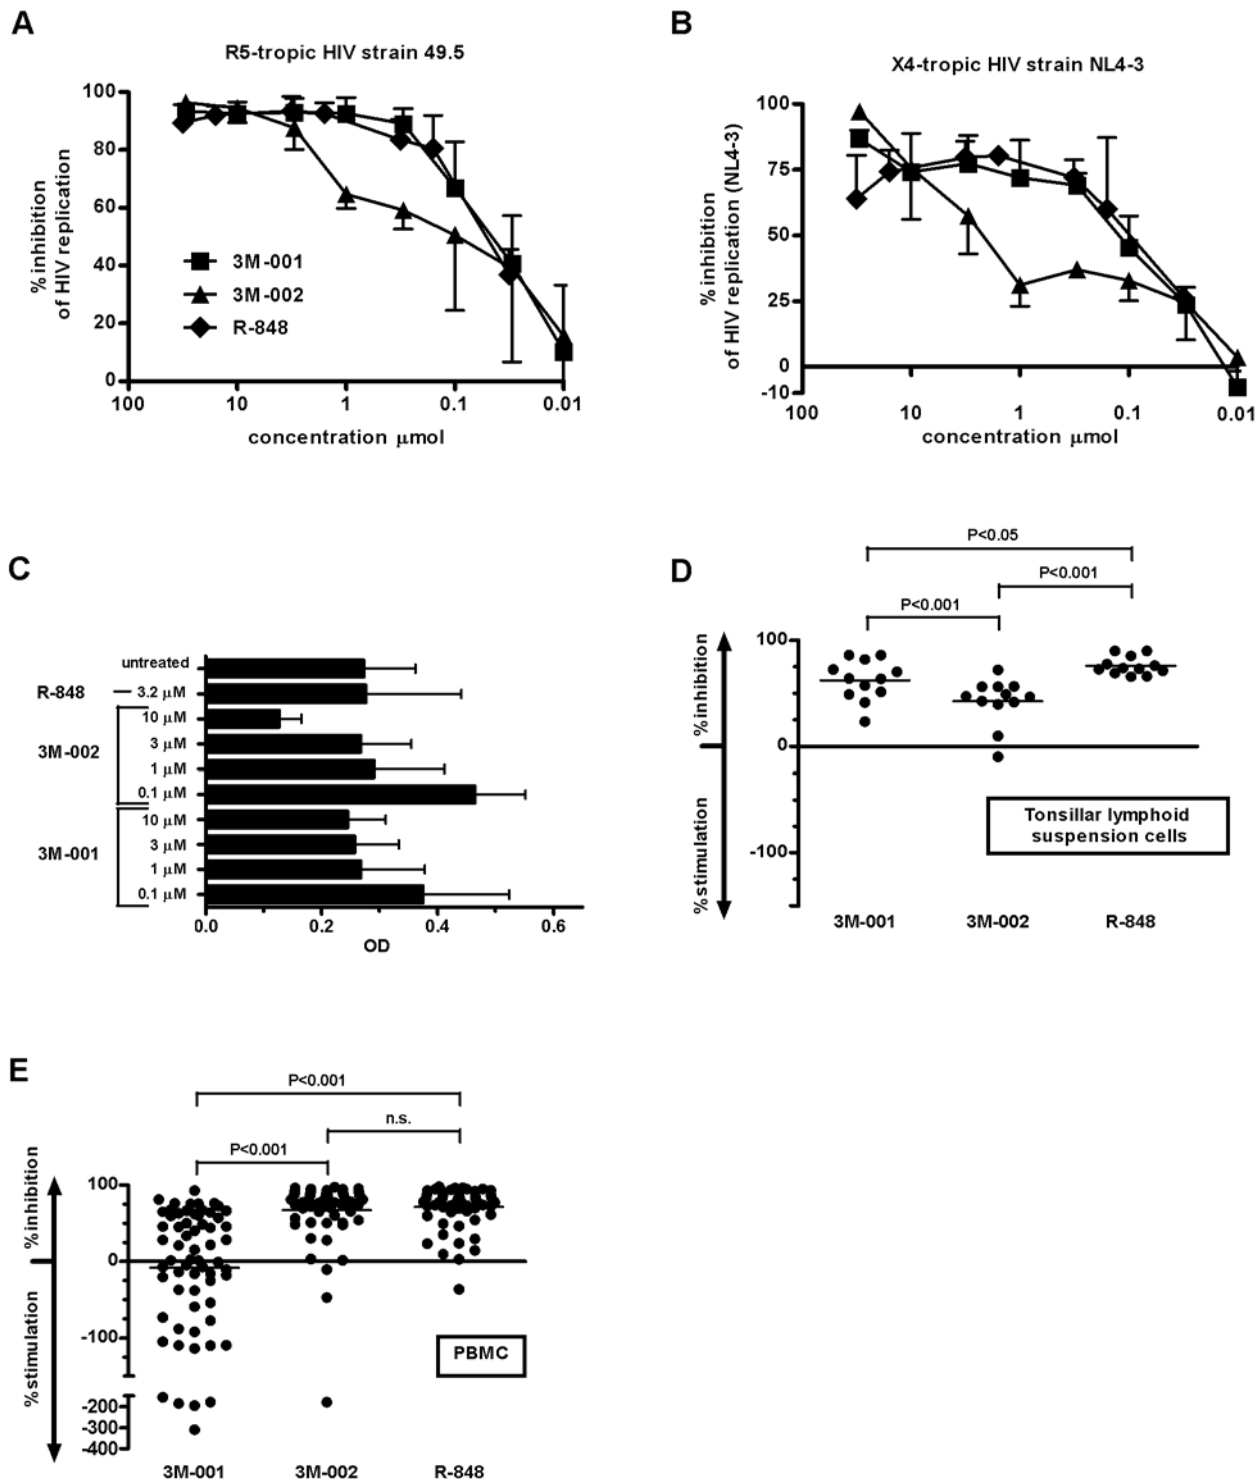 A
R5-tropic HIV strain 49.5
% inhibition
of HIV replication
100
80
60
40
20
0
3M-001
3M-002
R-848
100
10
1
0.1
0.01
concentration μmol
B
X4-tropic HIV strain NL4-3
% inhibition
of HIV replication (NL4-3)
100
75
50
25
0
-10
100
10
1
0.1
0.01
concentration μmol
C
untreated
R-848
3.2 μM
3M-002
10 μM
3 μM
1 μM
0.1 μM
3M-001
10 μM
3 μM
1 μM
0.1 μM
0.0
0.2
0.4
0.6
OD
D
P<0.05
P<0.001
P<0.001
%inhibition
%stimulation
100
0
-100
Tonsillar lymphoid
suspension cells
3M-001
3M-002
R-848
E
P<0.001
n.s.
P<0.001
%inhibition
%stimulation
100
0
-100
-200
-300
-400
PBMC
3M-001
3M-002
R-848